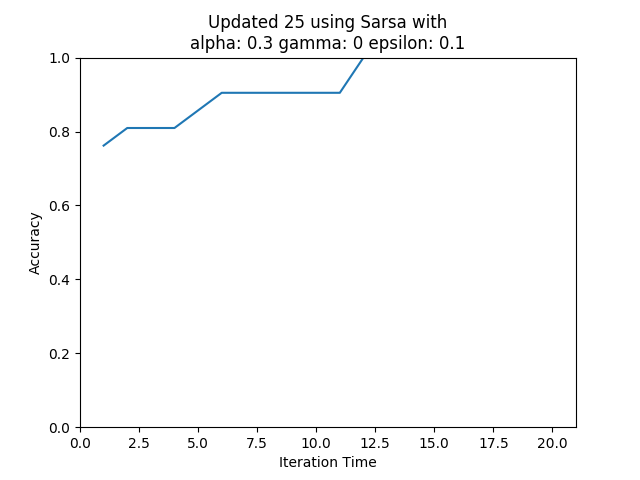 Updated 25 using Sarsa with
alpha: 0.3 gamma: 0 epsilon: 0.1
1.0
0.8
0.6
0.4
0.2
0.0
Accuracy
0.0 2.5 5.0 7.5 10.0 12.5 15.0 17.5 20.0
Iteration Time